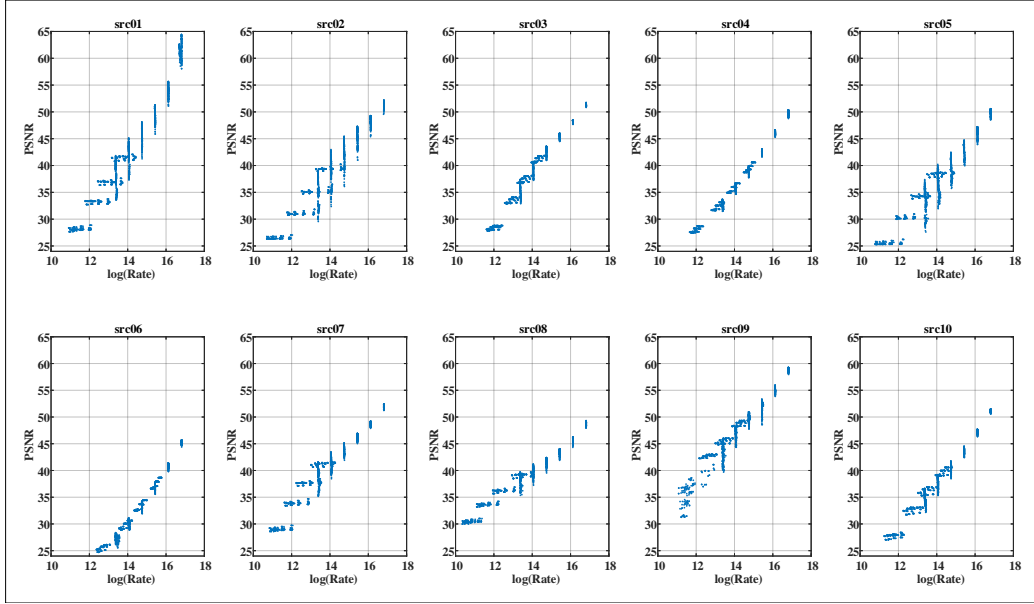 src01 src02 src03 src04 src05
65 65 65 65 65
60 60 60 60 60
55 55 55 55 55
50 50 50 50 50
45 45 45 45 45
40 40 40 40 40
35 35 35 35 35
30 30 30 30 30
25 25 25 25 25
PSNR PSNR PSNR PSNR PSNR
10 12 14 16 18 10 12 14 16 18 10 12 14 16 18 10 12 14 16 18 10 12 14 16 18
log(Rate) log(Rate) log(Rate) log(Rate) log(Rate)
src06 src07 src08 src09 src10
65 65 65 65 65
60 60 60 60 60
55 55 55 55 55
50 50 50 50 50
45 45 45 45 45
40 40 40 40 40
35 35 35 35 35
30 30 30 30 30
25 25 25 25 25
PSNR PSNR PSNR PSNR PSNR
10 12 14 16 18 10 12 14 16 18 10 12 14 16 18 10 12 14 16 18 10 12 14 16 18
log(Rate) log(Rate) log(Rate) log(Rate) log(Rate)